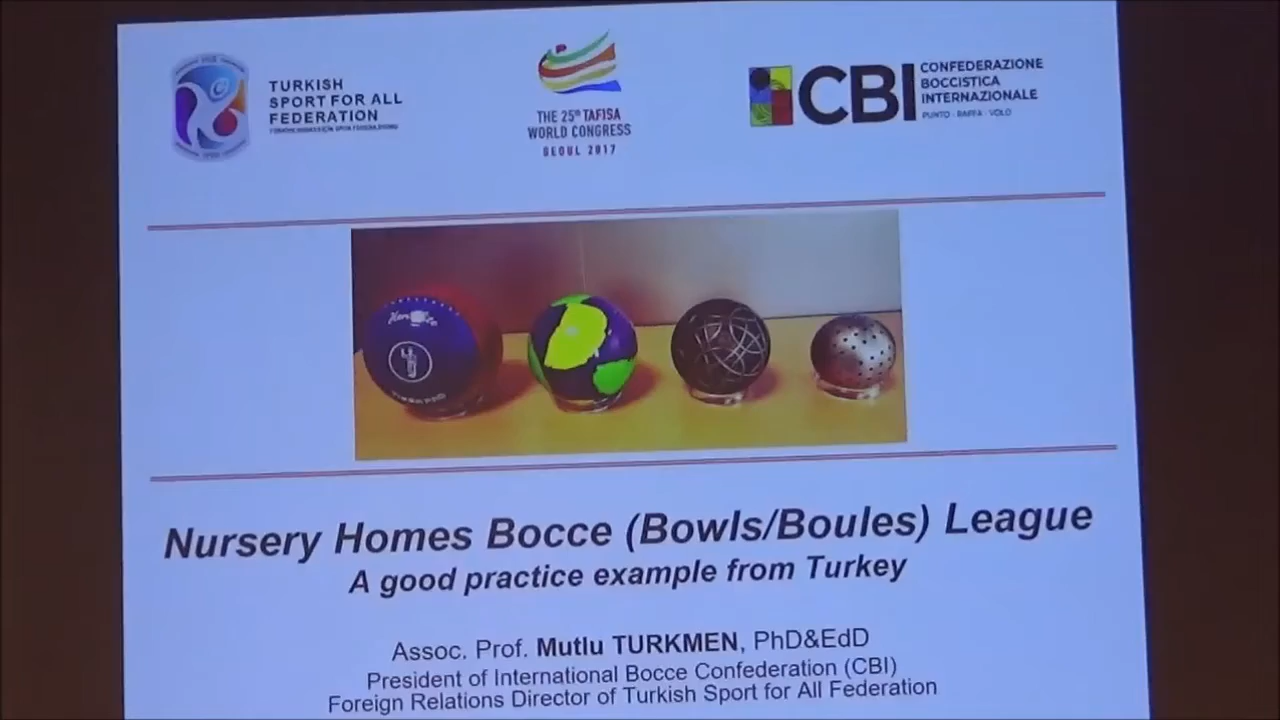 TURKISH
SPORT FOR ALL
FEDERATION
THE 25th TAFISA
WORLD CONGRESS
SEOUL 2017
CBI
CONFEDERAZIONE
BOCCISTICA
INTERNAZIONALE
PUNTO - RAFFA - VOLO
Nursery Homes Bocce (Bowls/Boules) League
A good practice example from Turkey
Assoc. Prof. Mutlu TURKMEN, PhD&EdD
President of International Bocce Confederation (CBI)
Foreign Relations Director of Turkish Sport for All Federation